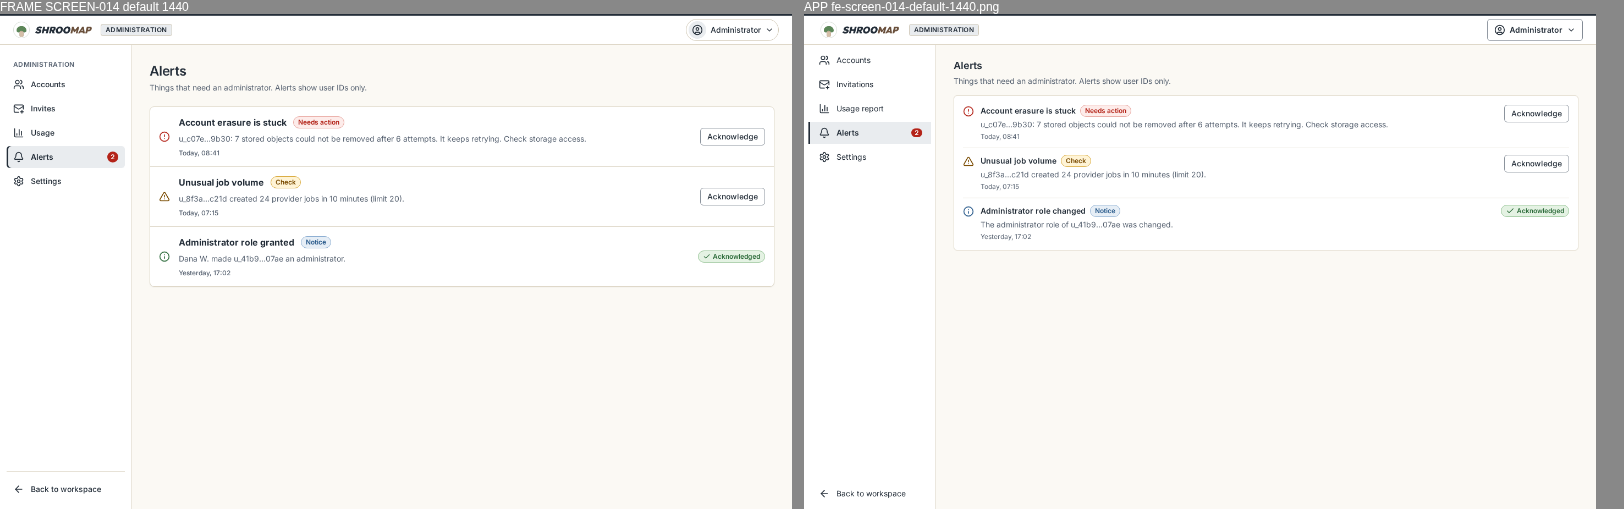 FRAME SCREEN-014 default 1440
SHROOMAP ADMINISTRATION Administrator
ADMINISTRATION
Accounts
Invites
Usage
Alerts 2
Settings
Back to workspace
Alerts
Things that need an administrator. Alerts show user IDs only.
Account erasure is stuck Needs action
u_c07e...9b30: 7 stored objects could not be removed after 6 attempts. It keeps retrying. Check storage access.
Today, 08:41
Acknowledge
Unusual job volume Check
u_8f3a...c21d created 24 provider jobs in 10 minutes (limit 20).
Today, 07:15
Acknowledge
Administrator role granted Notice
Dana W. made u_41b9...07ae an administrator.
Yesterday, 17:02
Acknowledged
APP fe-screen-014-default-1440.png
SHROOMAP ADMINISTRATION Administrator
Accounts
Invitations
Usage report
Alerts 2
Settings
Back to workspace
Alerts
Things that need an administrator. Alerts show user IDs only.
Account erasure is stuck Needs action
u_c07e...9b30: 7 stored objects could not be removed after 6 attempts. It keeps retrying. Check storage access.
Today, 08:41
Acknowledge
Unusual job volume Check
u_8f3a...c21d created 24 provider jobs in 10 minutes (limit 20).
Today, 07:15
Acknowledge
Administrator role changed Notice
The administrator role of u_41b9...07ae was changed.
Yesterday, 17:02
Acknowledged